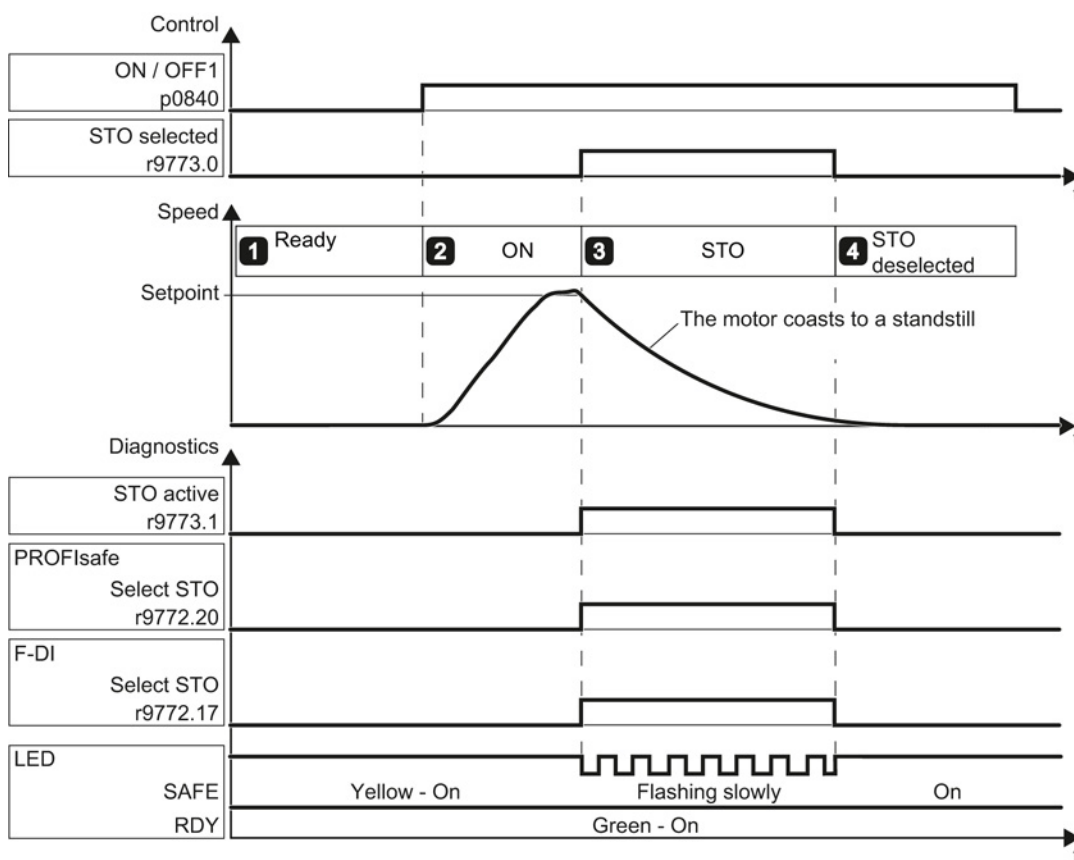 Control
ON / OFF1
p0840
STO selected
r9773.0
Speed
1 Ready
2 ON
3 STO
4 STO
deselected
Setpoint
The motor coasts to a standstill
Diagnostics
STO active
r9773.1
PROFIsafe
Select STO
r9772.20
F-DI
Select STO
r9772.17
LED
SAFE Yellow - On Flashing slowly On
RDY Green - On